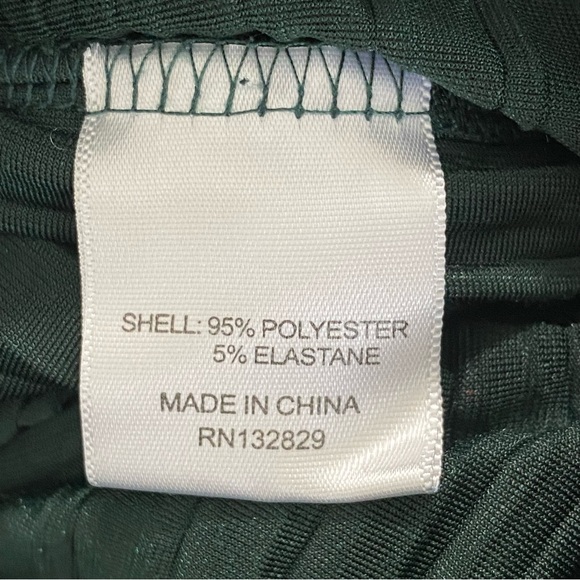 SHELL: 95% POLYESTER
5% ELASTANE
MADE IN CHINA
RN132829